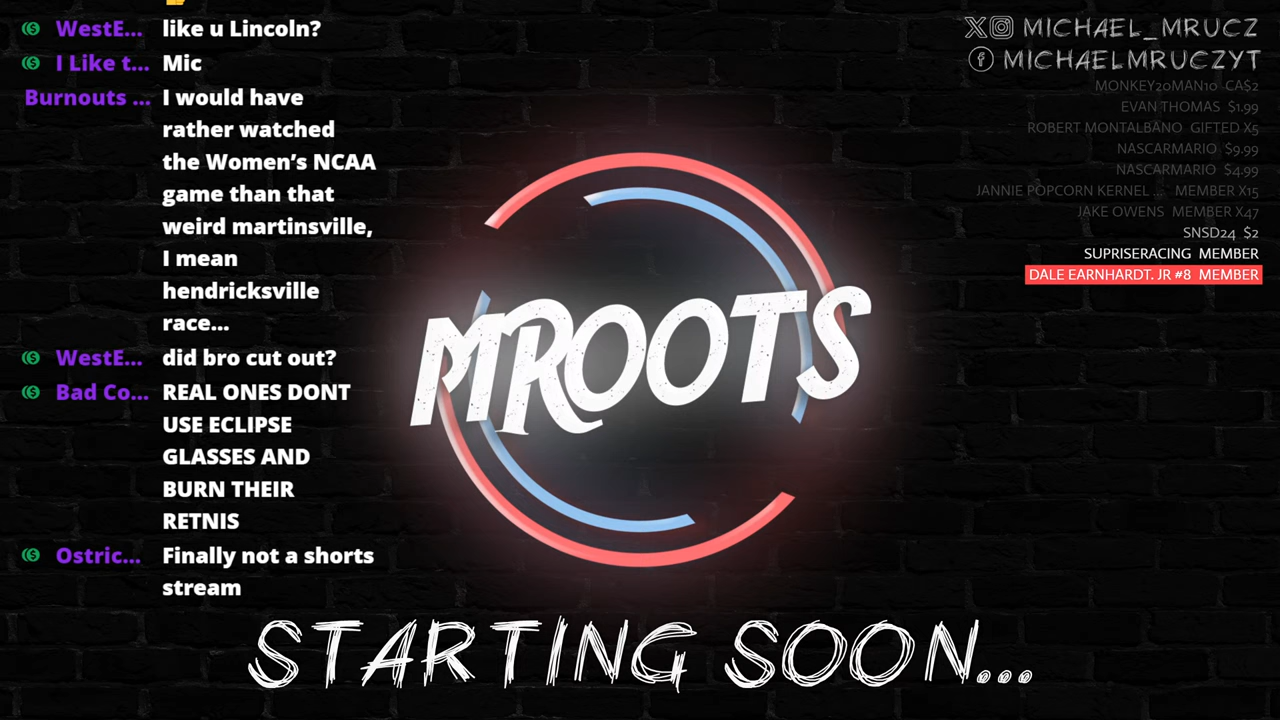 WestE... like u Lincoln?
I Like t... Mic
Burnouts ... I would have
rather watched
the Women’s NCAA
game than that
weird martinsville,
I mean
hendricksville
race...
WestE... did bro cut out?
Bad Co... REAL ONES DONT
USE ECLIPSE
GLASSES AND
BURN THEIR
RETNIS
Ostric... Finally not a shorts
stream
MROOTS
STARTING SOON...
MICHAEL_MRUCZ
MICHAELMRUCZYT
MONKEY20MAN10 CA$2
EVAN THOMAS $1.99
ROBERT MONTALBANO GIFTED X5
NASCARMARIO $9.99
NASCARMARIO $4.99
JANNIE POPCORN KERNEL ... MEMBER X15
JAKE OWENS MEMBER X47
SNSD24 $2
SUPRISERACING MEMBER
DALE EARNHARDT. JR #8 MEMBER